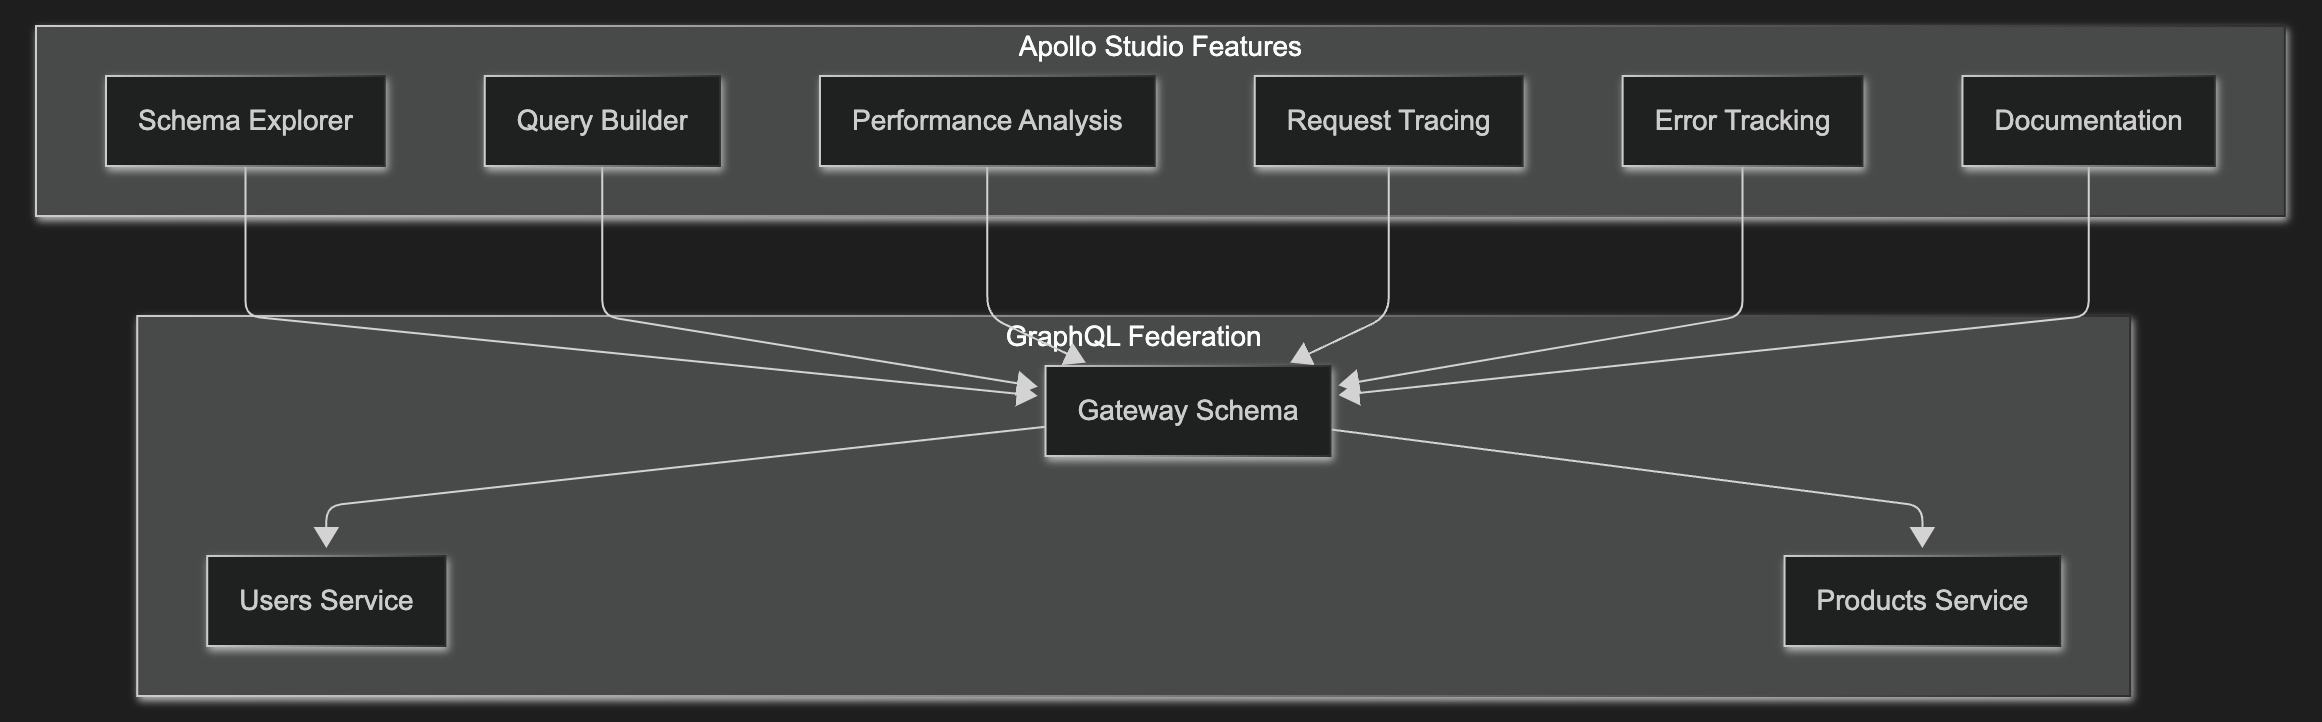 Apollo Studio Features
Schema Explorer
Query Builder
Performance Analysis
Request Tracing
Error Tracking
Documentation
GraphQL Federation
Gateway Schema
Users Service
Products Service